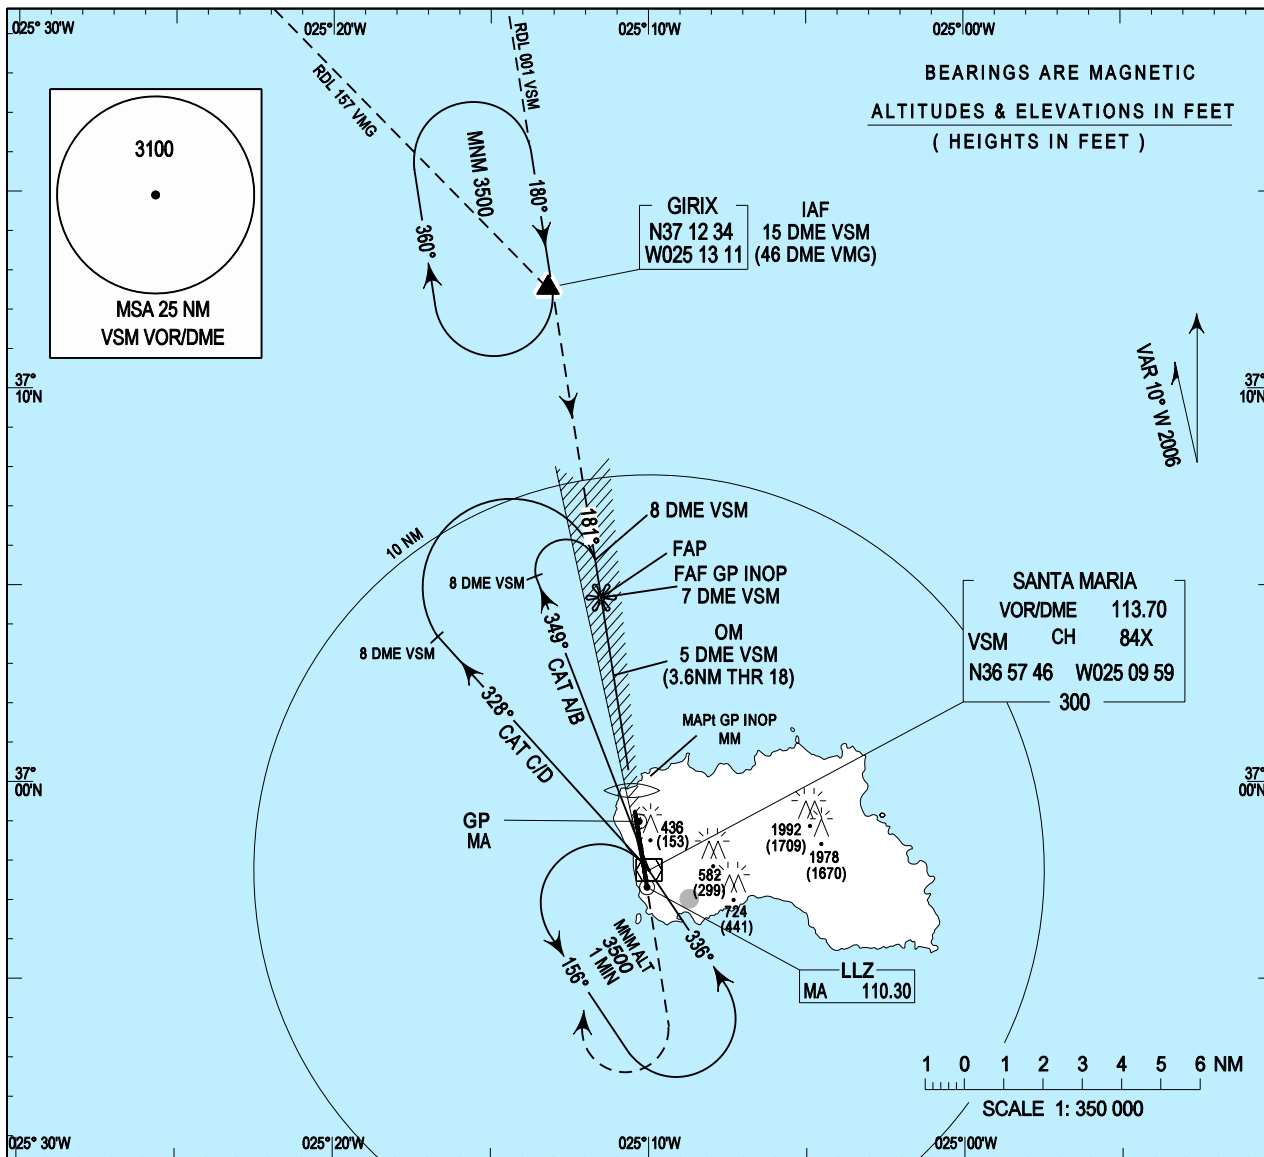 025° 30'W
025° 20'W
025° 10'W
025° 00'W
BEARINGS ARE MAGNETIC
ALTITUDES & ELEVATIONS IN FEET
( HEIGHTS IN FEET )
3100
MSA 25 NM
VSM VOR/DME
RDL 157 VMG
RDL 001 VSM
MNM 3500
180°
360°
GIRIX
N37 12 34
W025 13 11
IAF
15 DME VSM
(46 DME VMG)
37°
10'N
37°
10'N
VAR 10° W 2006
10 NM
181°
8 DME VSM
FAP
FAF GP INOP
7 DME VSM
8 DME VSM
8 DME VSM
OM
5 DME VSM
(3.6NM THR 18)
349° CAT A/B
328° CAT C/D
SANTA MARIA
VOR/DME 113.70
VSM CH 84X
N36 57 46 W025 09 59
300
MAPt GP INOP
MM
37°
00'N
37°
00'N
GP
MA
436
(153)
582
(299)
724
(441)
1992
(1709)
1978
(1670)
MNM ALT
3500
1 MIN
156°
336°
LLZ
MA 110.30
1 0 1 2 3 4 5 6 NM
SCALE 1: 350 000
025° 30'W
025° 20'W
025° 10'W
025° 00'W